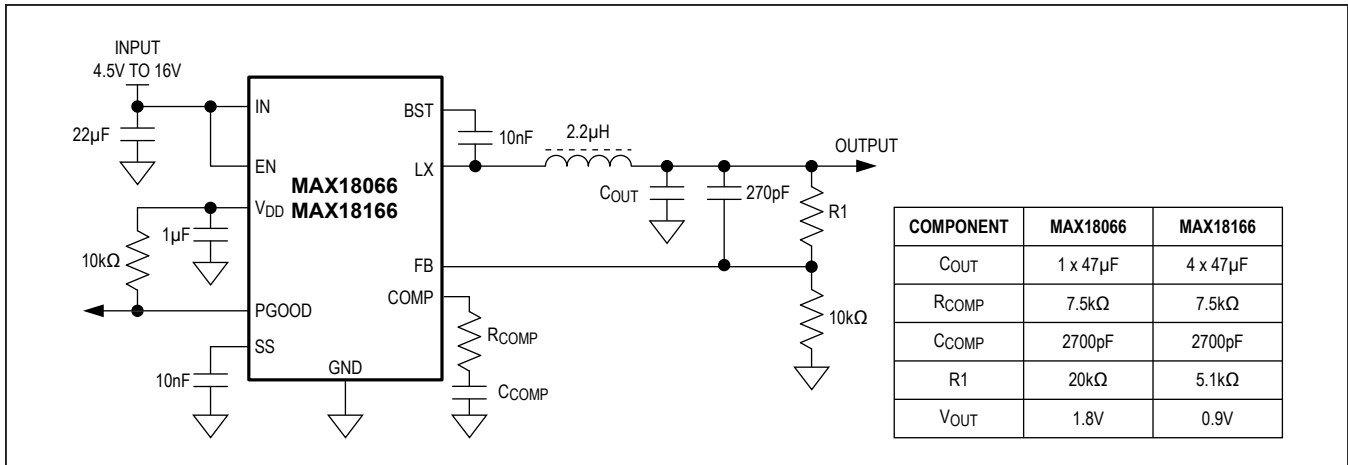 INPUT
4.5V TO 16V
IN
22µF
EN
BST
10nF
LX
2.2µH
OUTPUT
MAX18066
MAX18166
VDD
1µF
10kΩ
COUT
270pF
R1
FB
COMP
PGOOD
RCOMP
10kΩ
SS
GND
10nF
CCOMP
COMPONENT MAX18066 MAX18166
COUT 1 x 47µF 4 x 47µF
RCOMP 7.5kΩ 7.5kΩ
CCOMP 2700pF 2700pF
R1 20kΩ 5.1kΩ
VOUT 1.8V 0.9V